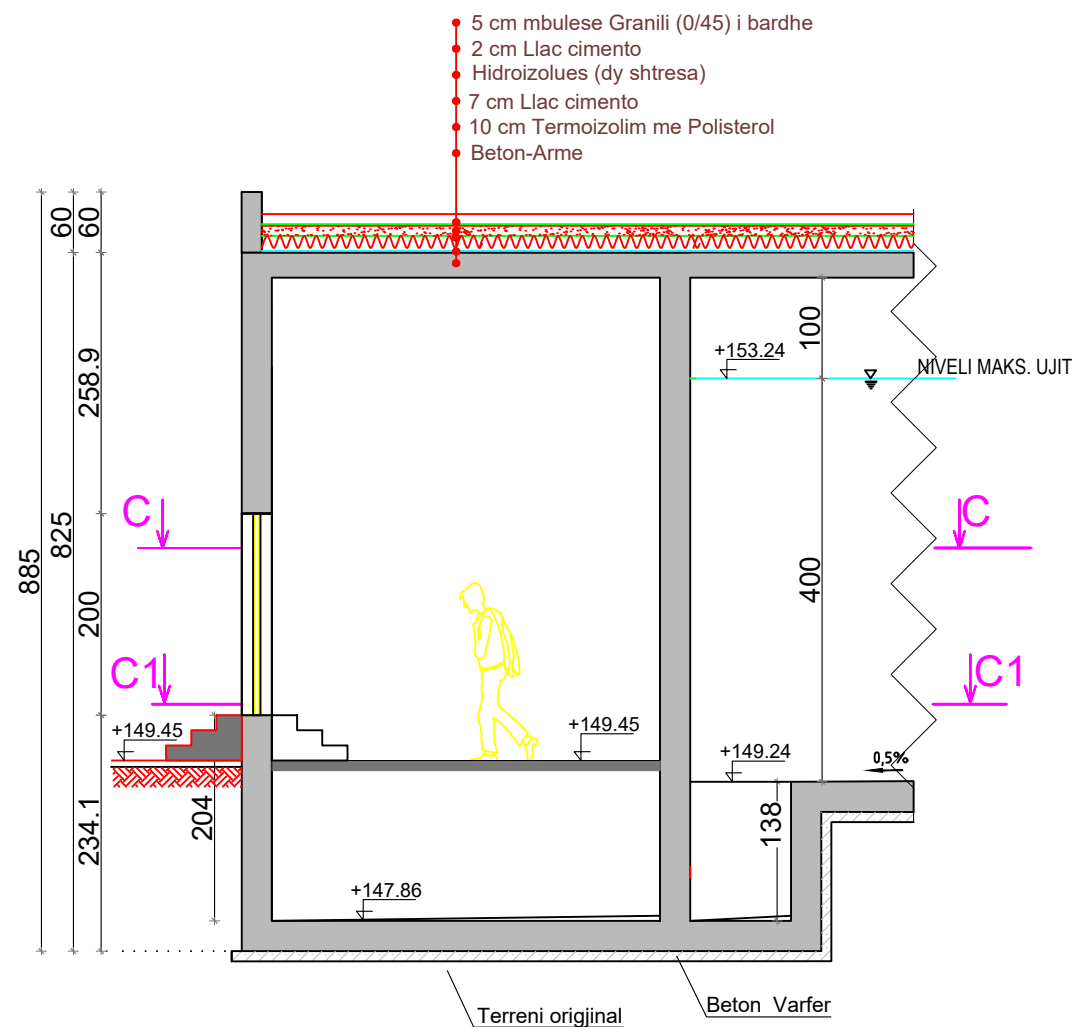 5 cm mbulese Granili (0/45) i bardhe
2 cm Llac cimento
Hidroizolues (dy shtresa)
7 cm Llac cimento
10 cm Termoizolim me Polisterol
Beton-Arme
60
60
100
+153.24
NIVELI MAKS. UJIT
258.9
C
C
825
885
200
400
C1
C1
+149.45
+149.45
+149.24
0,5%
204
138
234.1
+147.86
Terreni origjinal
Beton Varfer